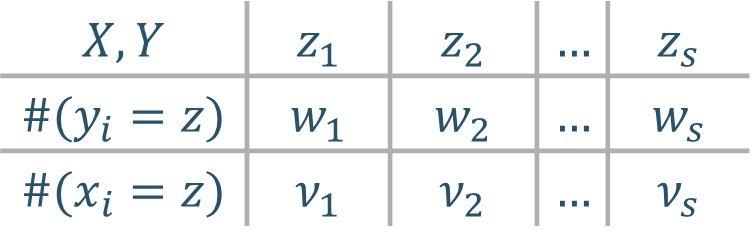 X, Y z₁ z₂ ... zₛ
#(yᵢ = z) w₁ w₂ ... wₛ
#(xᵢ = z) ν₁ ν₂ ... νₛ